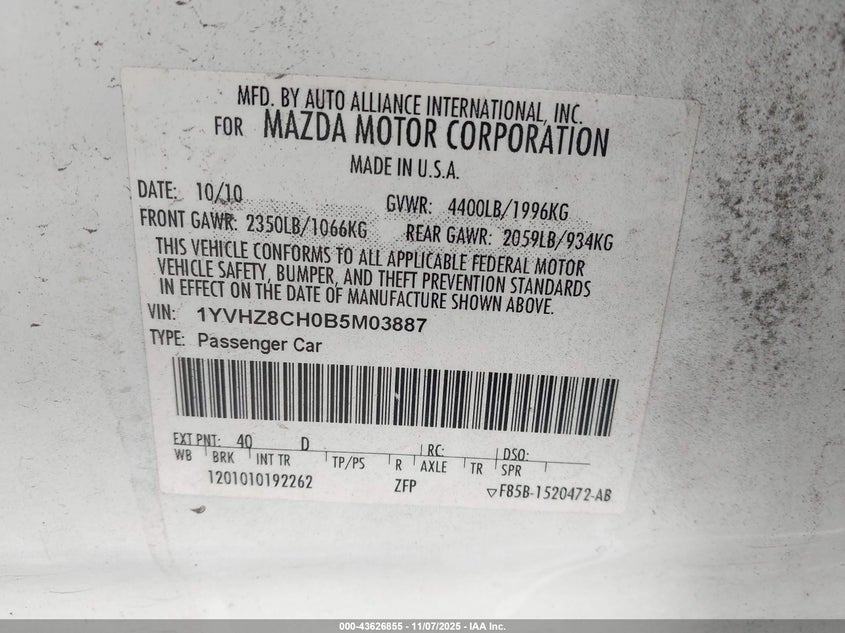 MFD. BY AUTO ALLIANCE INTERNATIONAL, INC.
FOR MAZDA MOTOR CORPORATION
MADE IN U.S.A.
DATE: 10/10 GVWR: 4400LB/1996KG
FRONT GAWR: 2350LB/1066KG REAR GAWR: 2059LB/934KG
THIS VEHICLE CONFORMS TO ALL APPLICABLE FEDERAL MOTOR
VEHICLE SAFETY, BUMPER, AND THEFT PREVENTION STANDARDS
IN EFFECT ON THE DATE OF MANUFACTURE SHOWN ABOVE.
VIN: 1YVHZ8CH0B5M03887
TYPE: Passenger Car
EXT PNT: 40 D RC: DSO:
WB BRK INT TR TP/PS R AXLE TR SPR
1201010192262 ZFP ▽F85B-1520472-AB
000-43626855 - 11/07/2025 - IAA Inc.